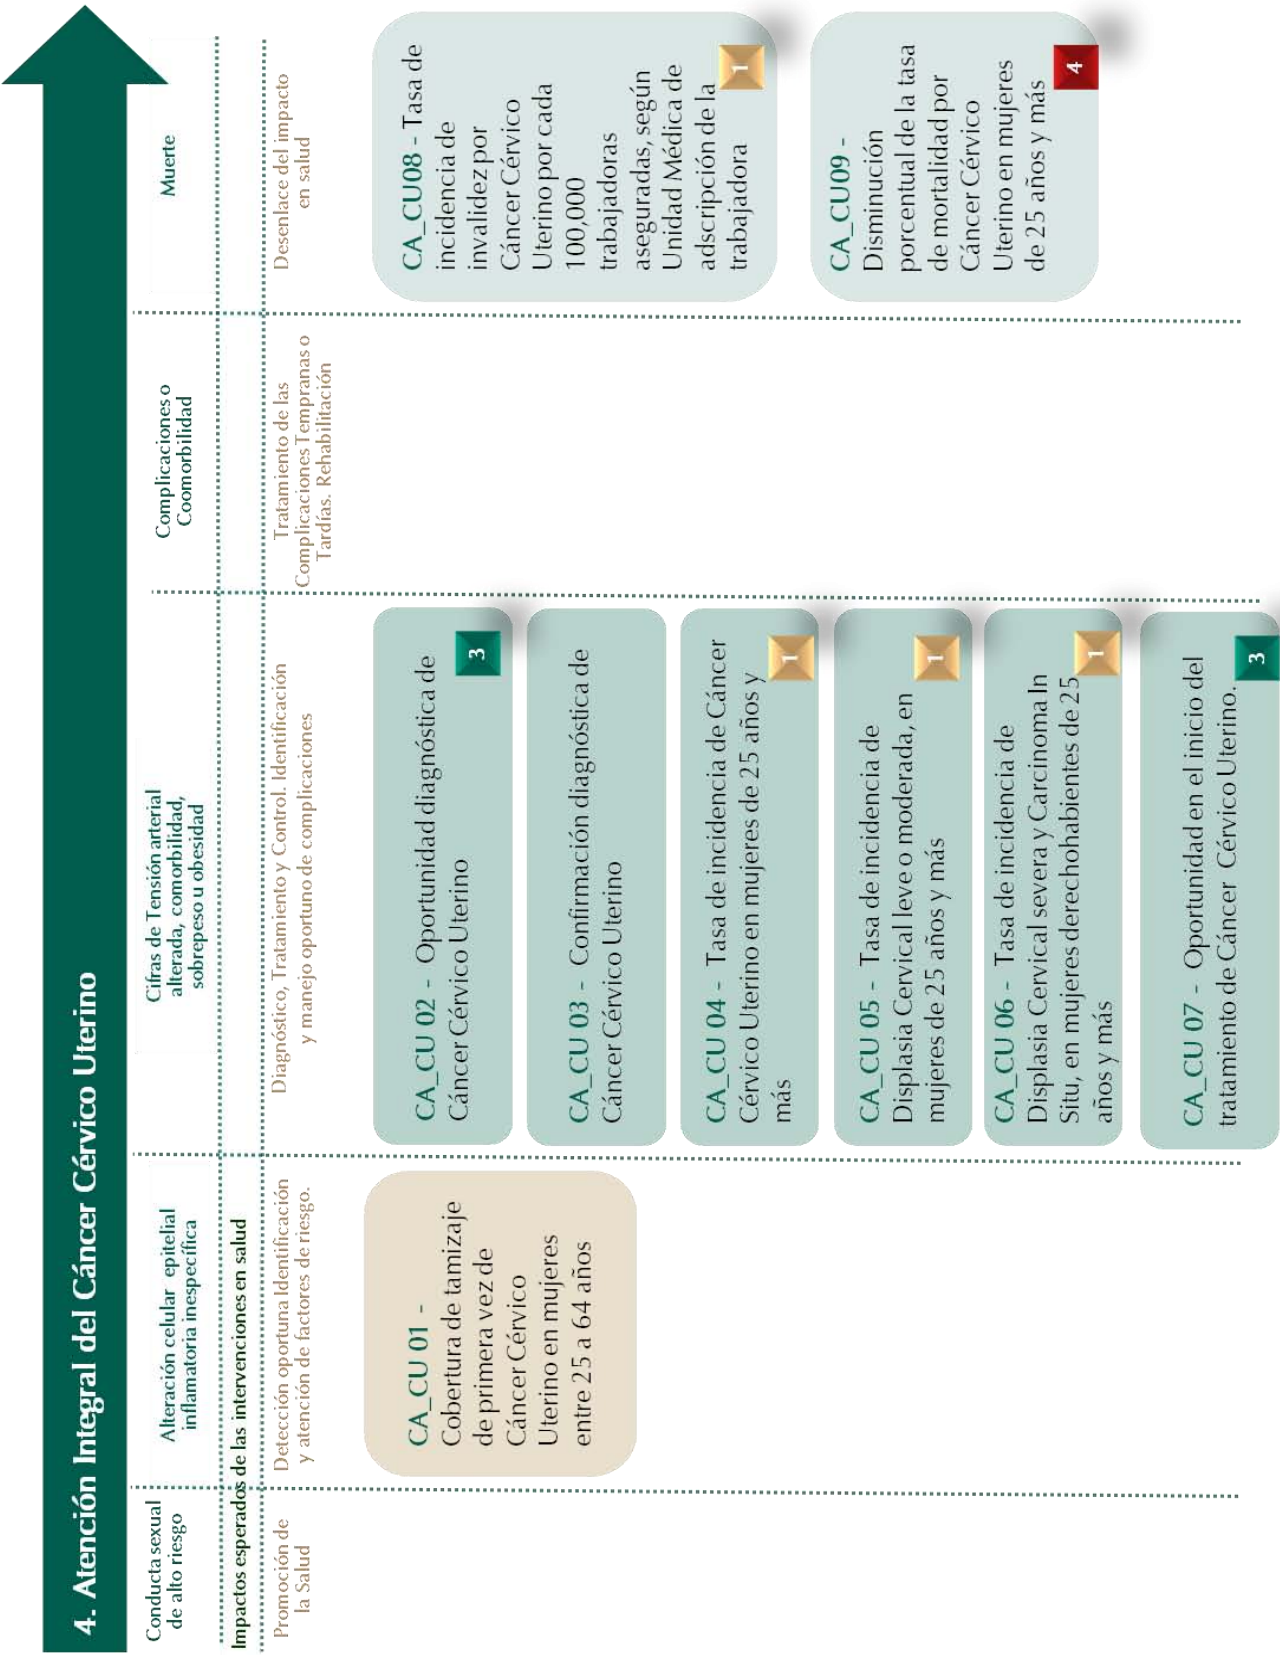 4. Atención Integral del Cáncer Cérvico Uterino
Conducta sexual
de alto riesgo
Alteración celular epitelial
inflamatoria inespecífica
Cifras de Tensión arterial
alterada, comorbilidad,
sobrepeso u obesidad
Complicaciones o
Coomorbilidad
Muerte
Impactos esperados de las intervenciones en salud
Promoción de
la Salud
Detección oportuna Identificación
y atención de factores de riesgo.
Diagnóstico, Tratamiento y Control. Identificación
y manejo oportuno de complicaciones
Tratamiento de las
Complicaciones Tempranas o
Tardías. Rehabilitación
Desenlace del impacto
en salud
CA_CU 01 -
Cobertura de tamizaje
de primera vez de
Cáncer Cérvico
Uterino en mujeres
entre 25 a 64 años
CA_CU 02 - Oportunidad diagnóstica de
Cáncer Cérvico Uterino
3
CA_CU 03 - Confirmación diagnóstica de
Cáncer Cérvico Uterino
CA_CU 04 - Tasa de incidencia de Cáncer
Cérvico Uterino en mujeres de 25 años y
más
1
CA_CU 05 - Tasa de incidencia de
Displasia Cervical leve o moderada, en
mujeres de 25 años y más
1
CA_CU 06 - Tasa de incidencia de
Displasia Cervical severa y Carcinoma In
Situ, en mujeres derechohabientes de 25
años y más
1
CA_CU 07 - Oportunidad en el inicio del
tratamiento de Cáncer Cérvico Uterino.
3
CA_CU08 - Tasa de
incidencia de
invalidez por
Cáncer Cérvico
Uterino por cada
100,000
trabajadoras
aseguradas, según
Unidad Médica de
adscripción de la
trabajadora
1
CA_CU09 -
Disminución
porcentual de la tasa
de mortalidad por
Cáncer Cérvico
Uterino en mujeres
de 25 años y más
4